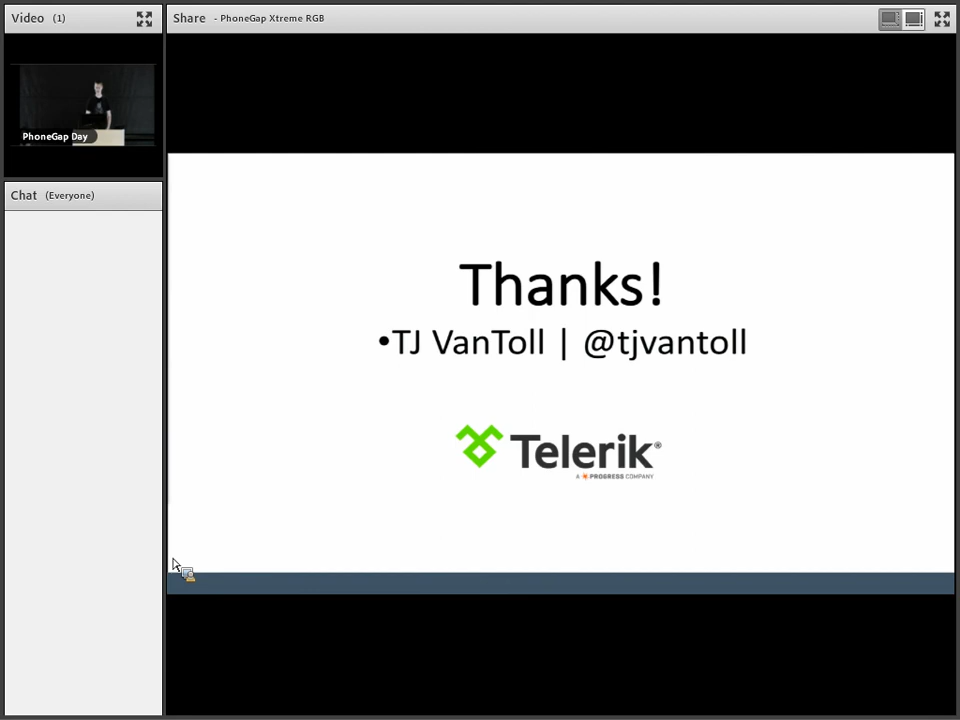 Video (1)
Share - PhoneGap Xtreme RGB
PhoneGap Day
Chat (Everyone)
Thanks!
•TJ VanToll | @tjvantoll
Telerik®
A PROGRESS COMPANY